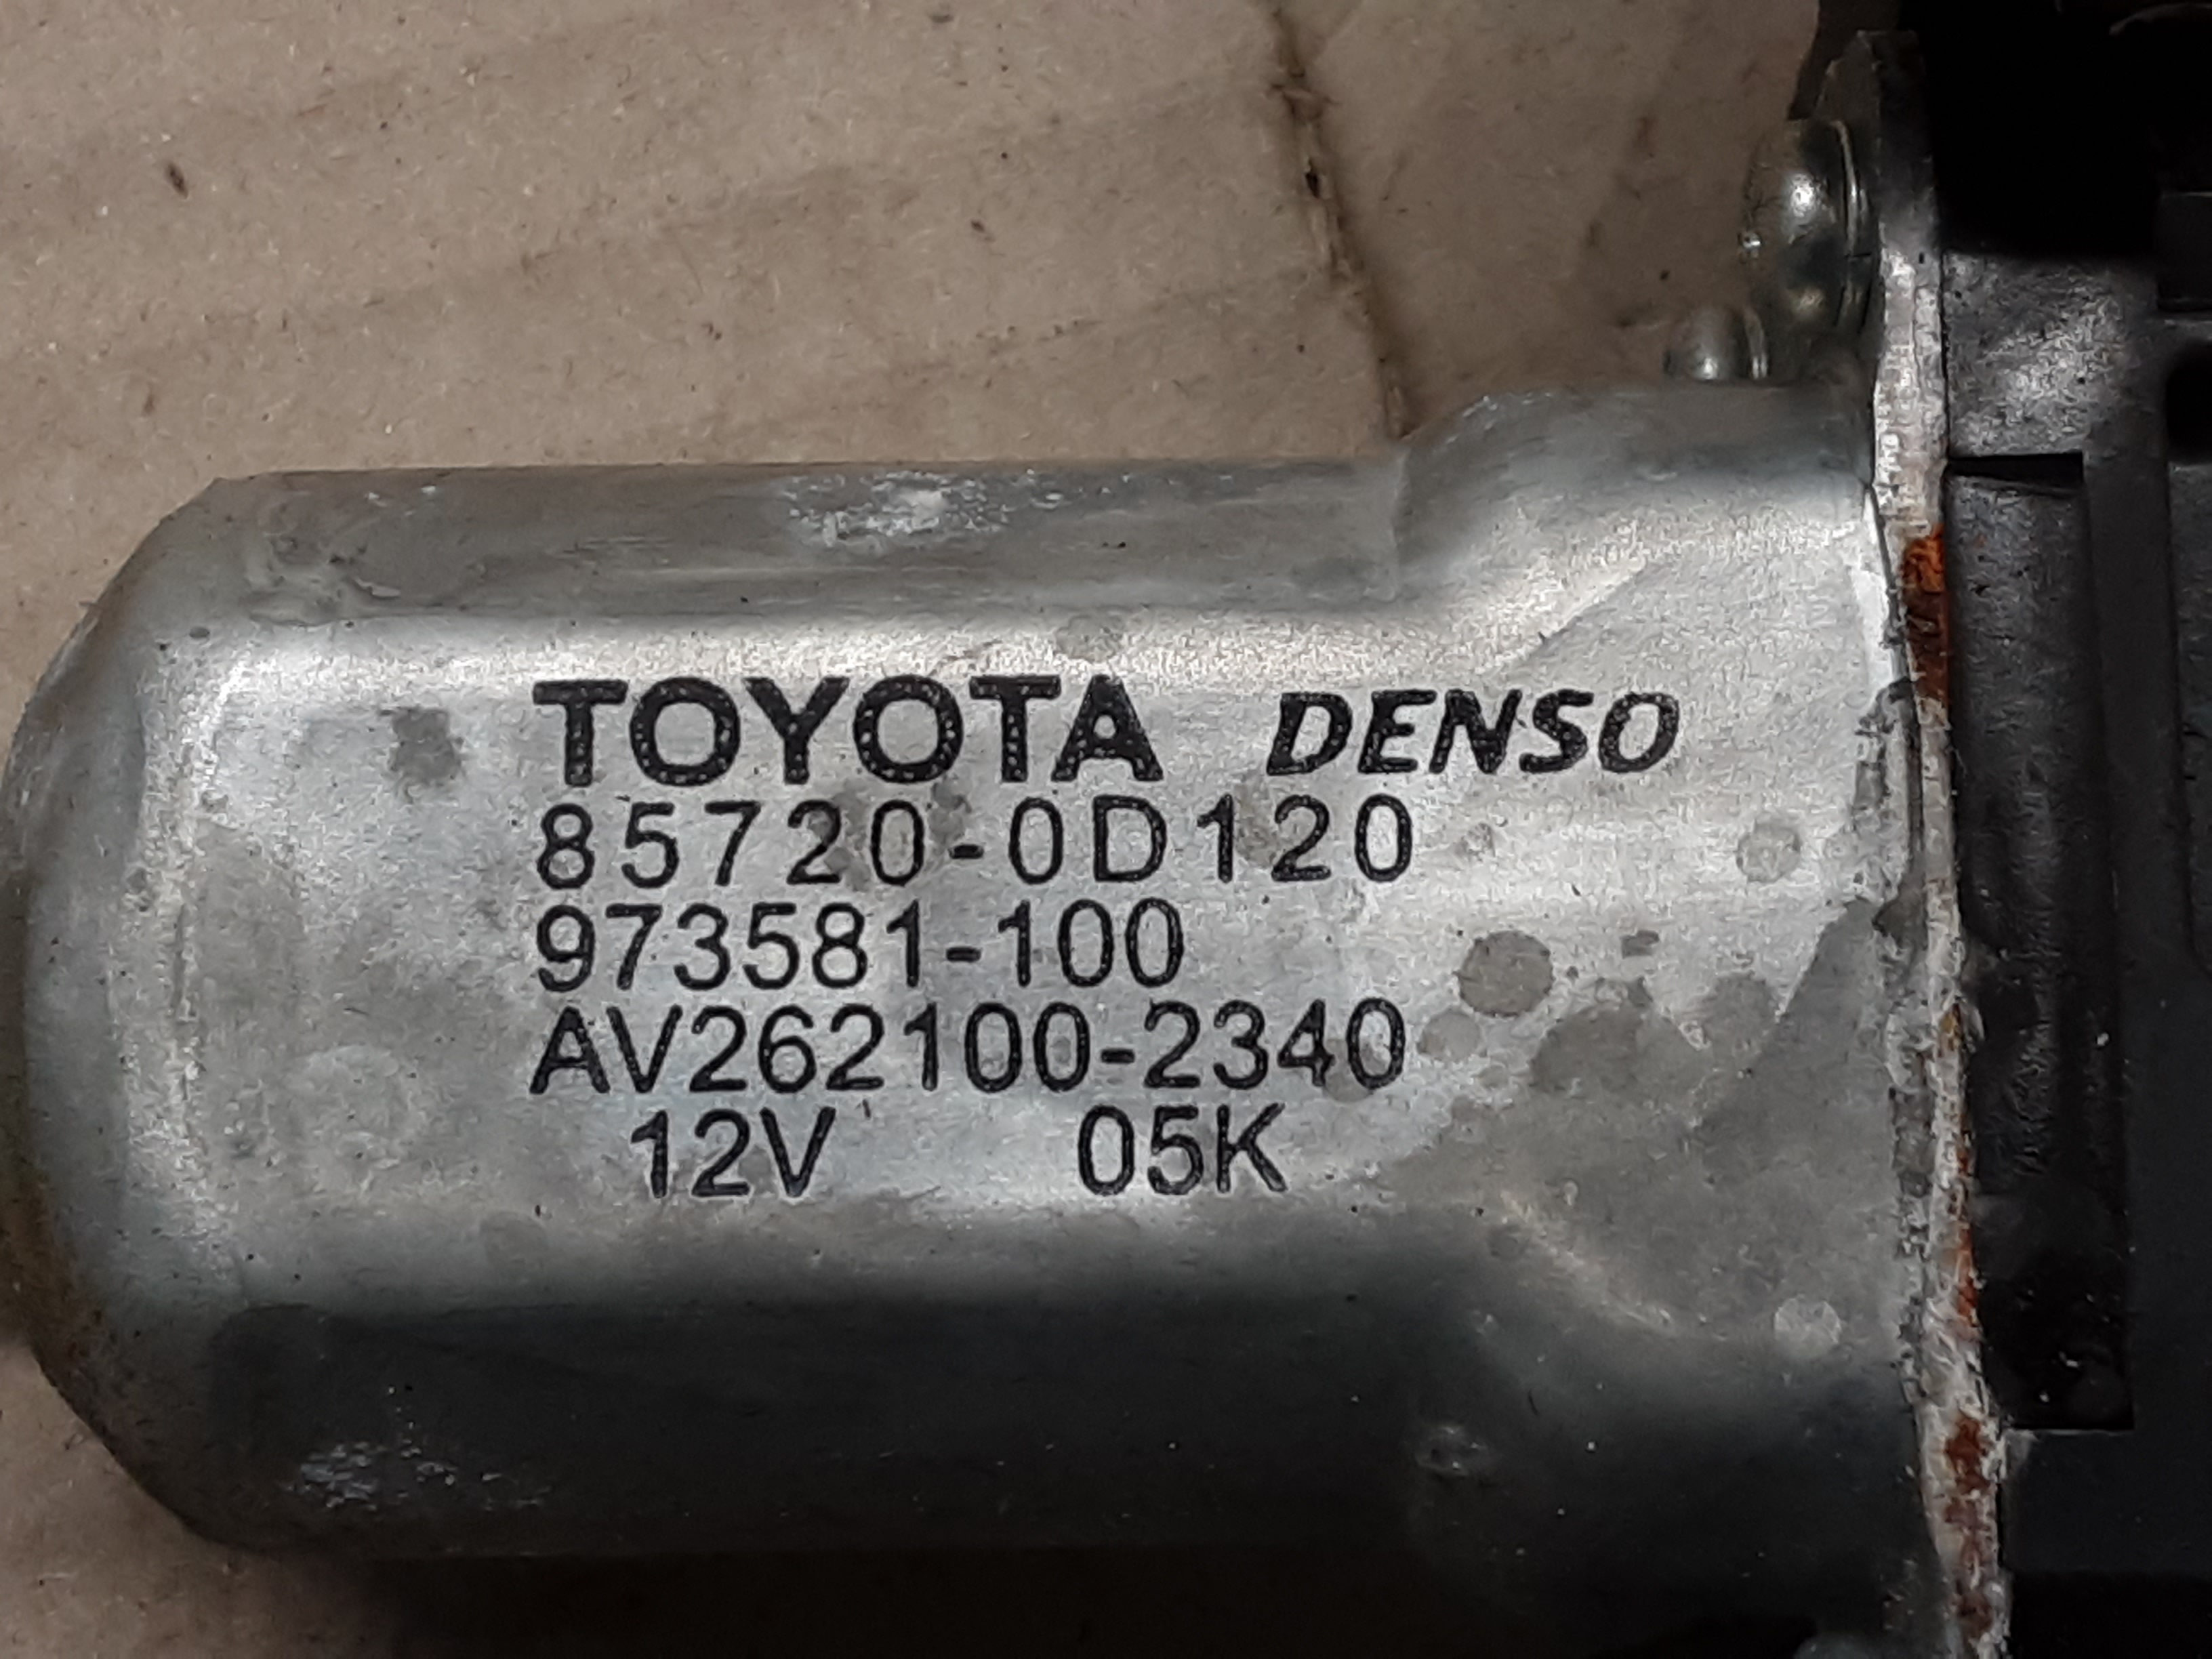 TOYOTA DENSO
85720-0D120
973581-100
AV262100-2340
12V 05K